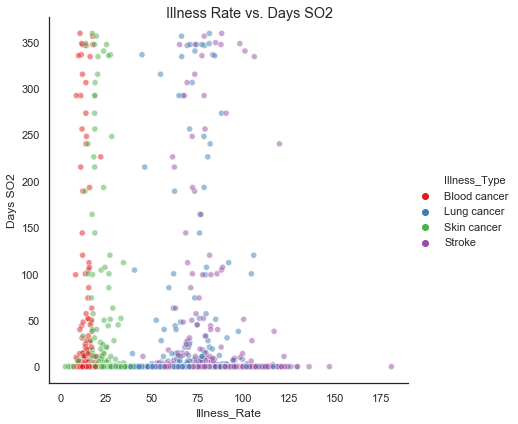 Illness Rate vs. Days SO2
350
300
250
200
150
100
50
0
Days SO2
0
25
50
75
100
125
150
175
Illness_Rate
Illness_Type
Blood cancer
Lung cancer
Skin cancer
Stroke